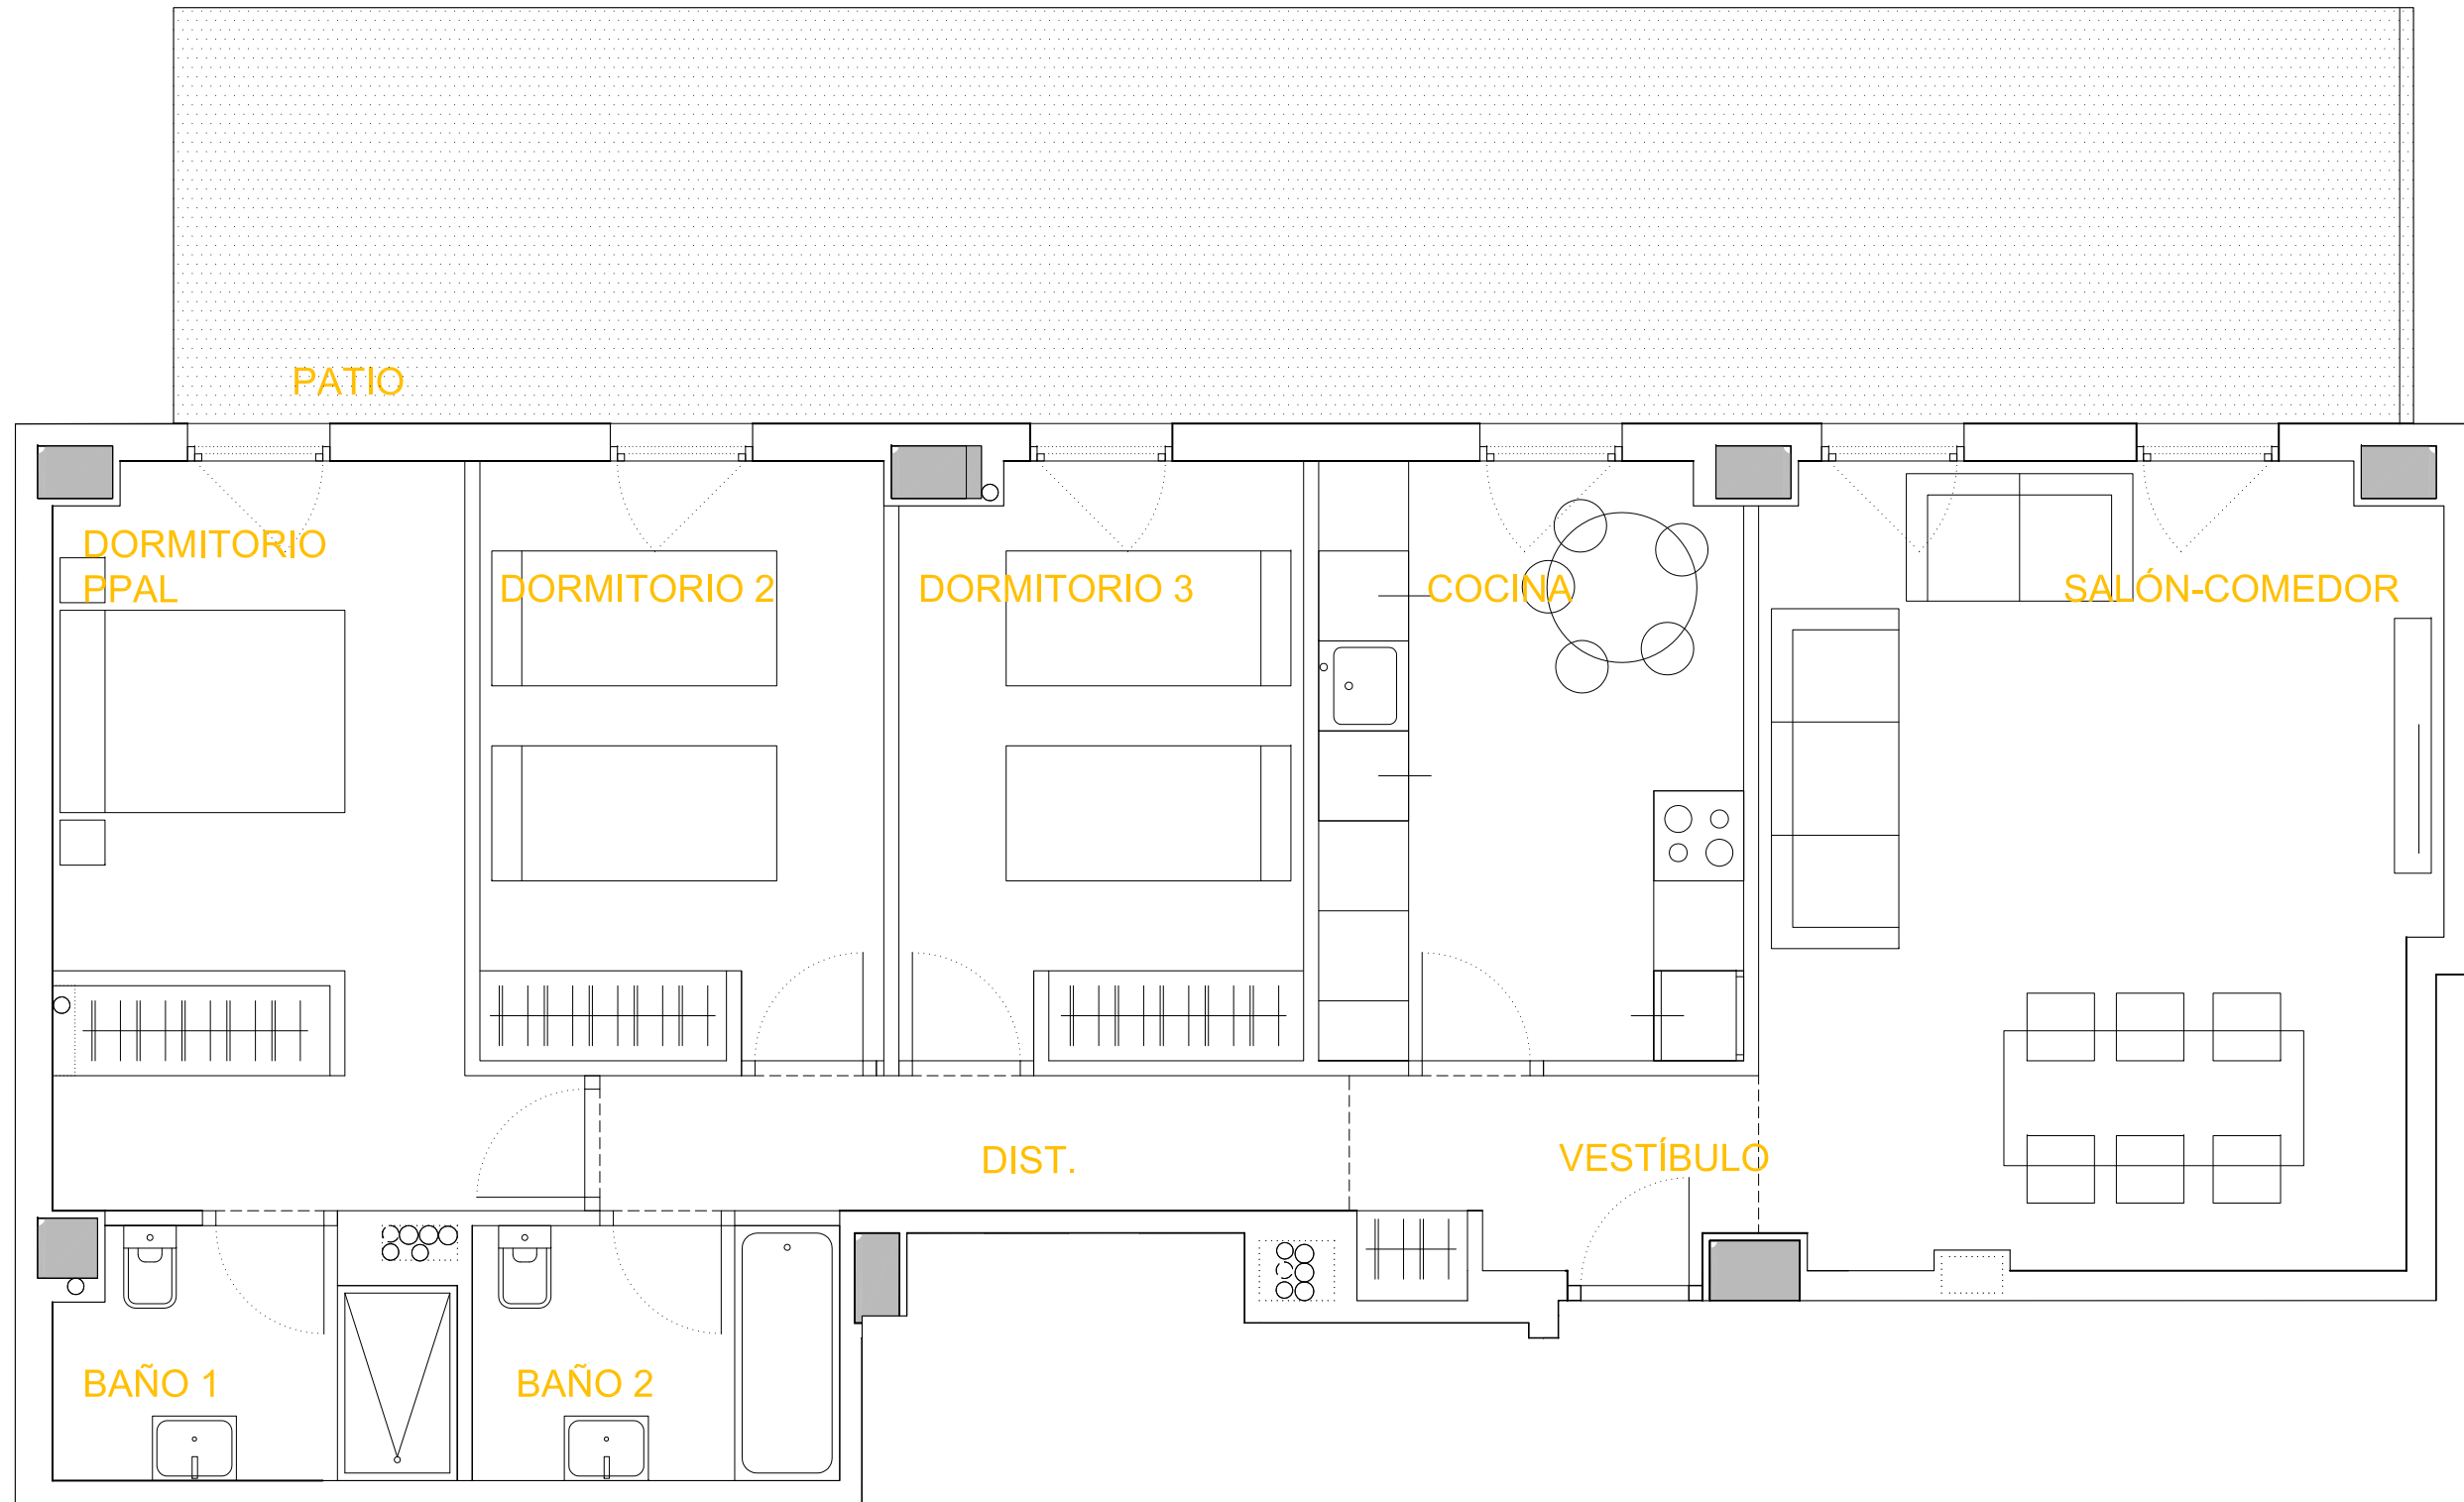 PATIO
DORMITORIO
PPAL
DORMITORIO 2
DORMITORIO 3
COCINA
SALÓN-COMEDOR
DIST.
VESTÍBULO
BAÑO 1
BAÑO 2